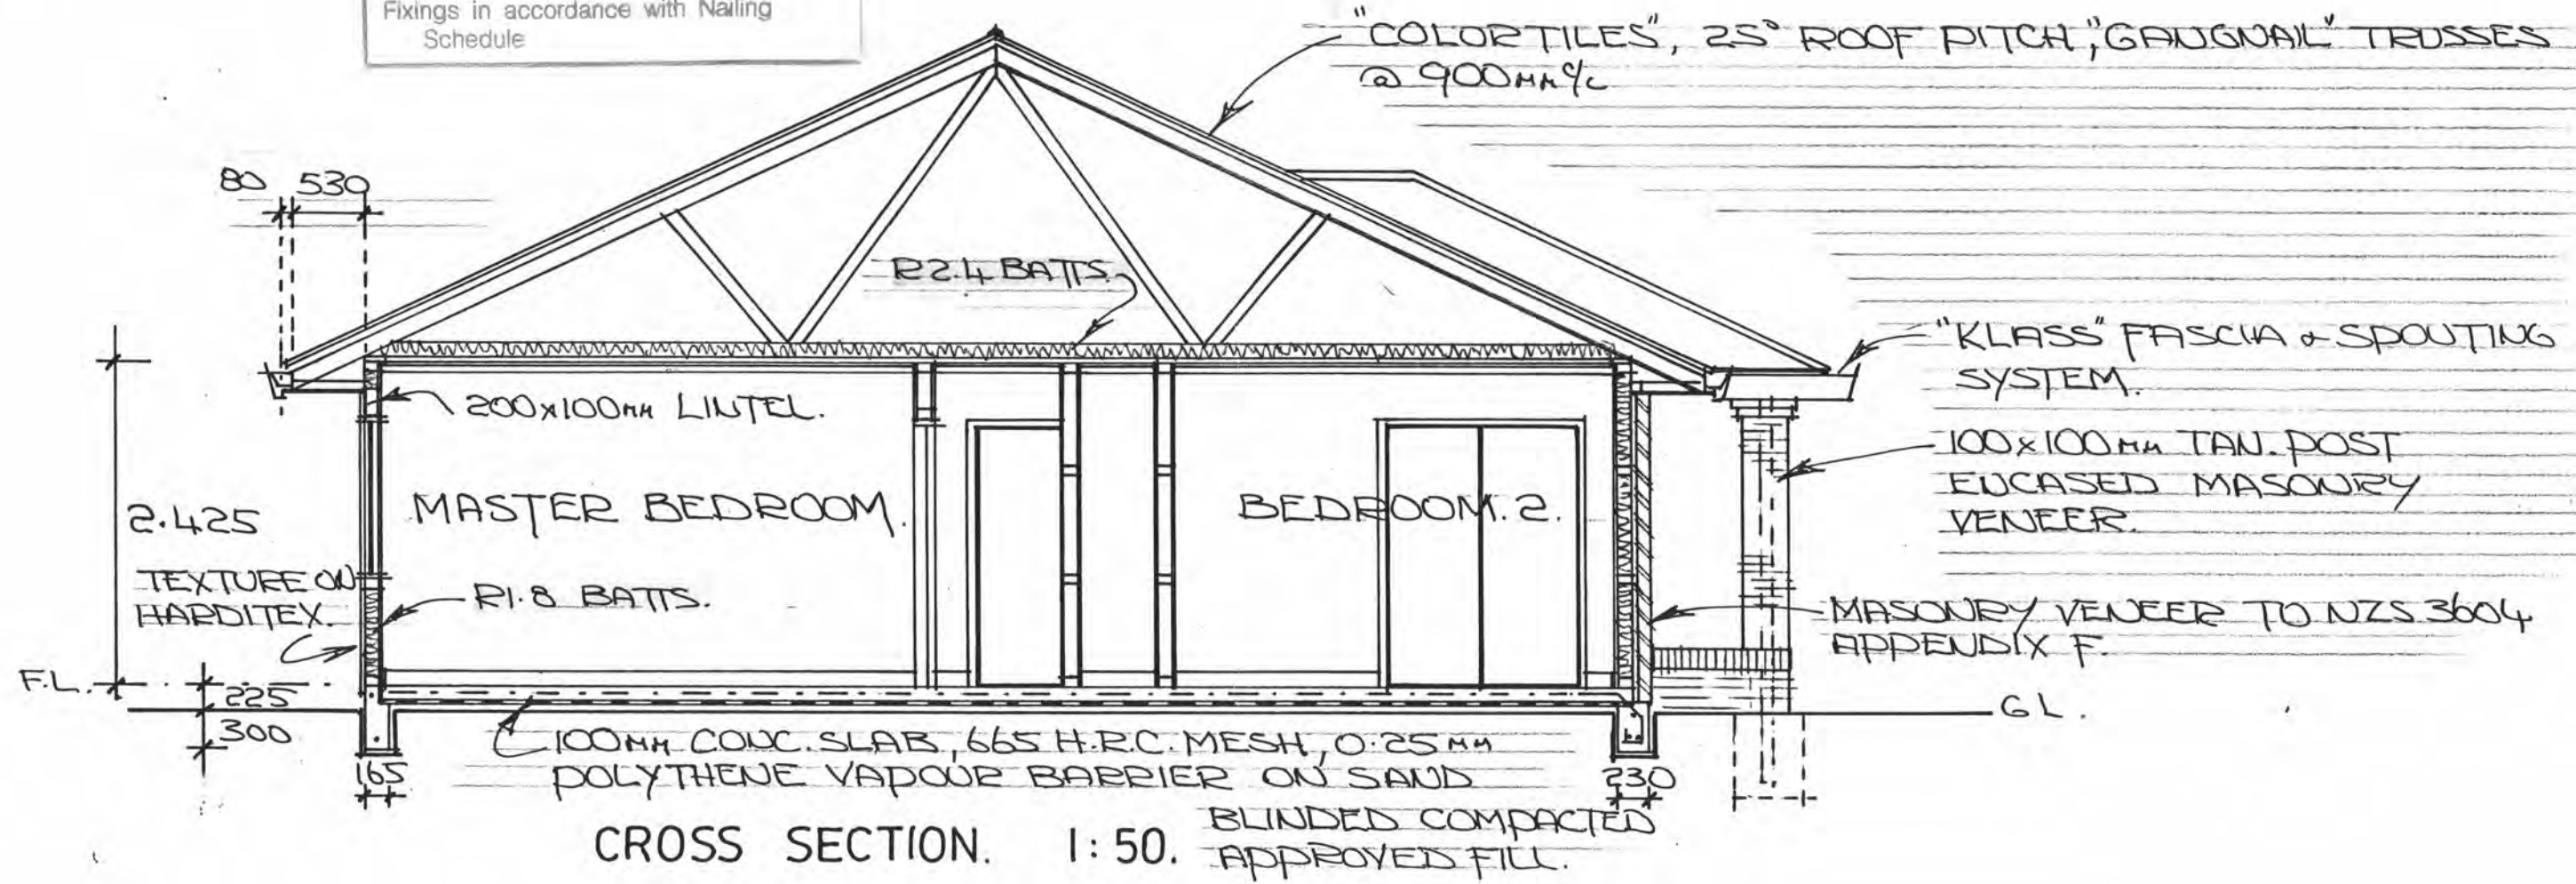 Fixings in accordance with Nailing
Schedule
"COLORTILES", 25° ROOF PITCH, "GANGNAIL" TRUSSES
@ 900MM c/c
80 530
R2.4 BATTS.
"KLASS" FASCIA & SPOUTING
SYSTEM.
200x100MM LINTEL.
100x100MM TAN. POST
ENCASED MASONRY
VENEER.
MASTER BEDROOM.
BEDROOM. 2.
2.425
TEXTURE ON
HARDITEX.
R1.8 BATTS.
MASONRY VENEER TO NZS 3604
APPENDIX F.
F.L.
225
300
GL.
100MM CONC. SLAB, 665 H.R.C. MESH, 0.25MM
POLYTHENE VAPOUR BARRIER ON SAND
BLINDED COMPACTED
APPROVED FILL.
165
230
CROSS SECTION. 1:50.